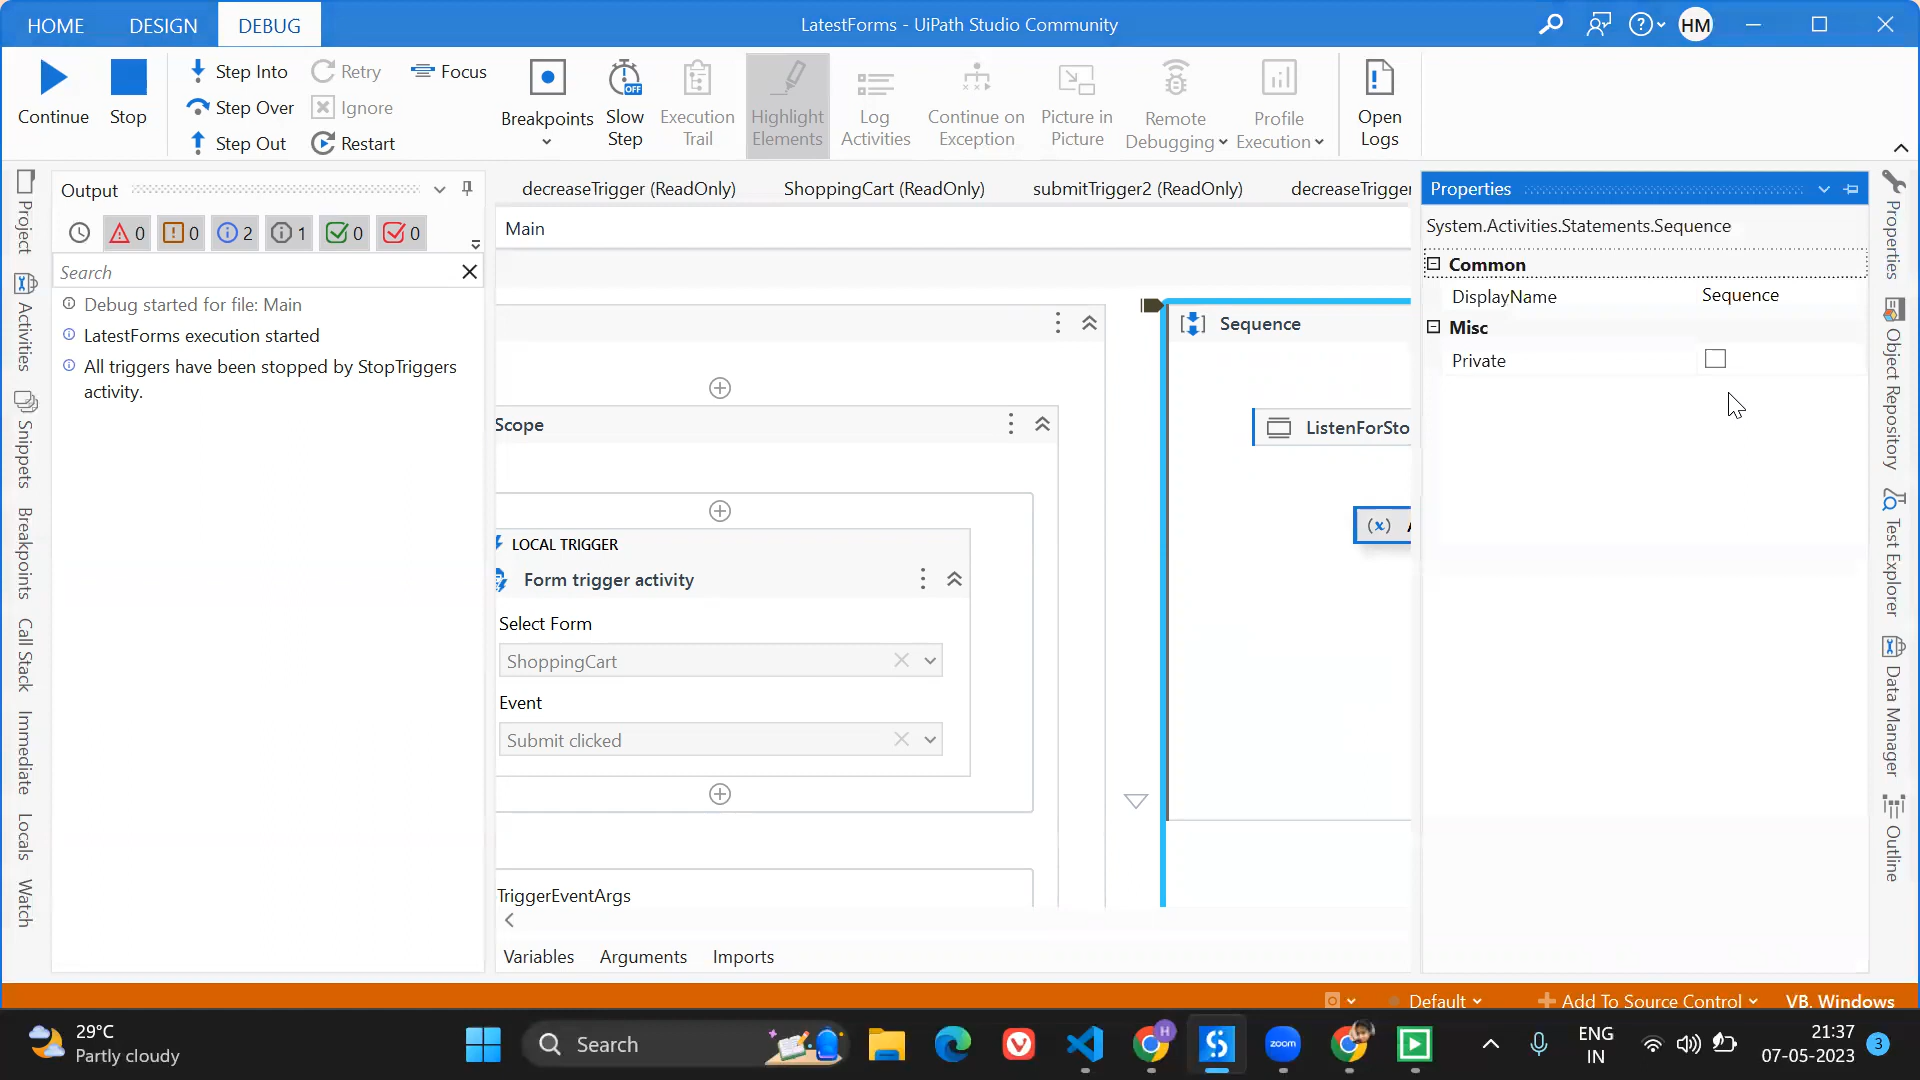 HOME DESIGN DEBUG LatestForms - UiPath Studio Community HM
Continue Stop
Step Into Retry Focus
Step Over Ignore
Step Out Restart
Breakpoints
Slow Step
OFF
Execution Trail
Highlight Elements
Log Activities
Continue on Exception
Picture in Picture
Remote Debugging
Profile Execution
Open Logs
Project
Activities
Snippets
Breakpoints
Call Stack
Immediate
Locals
Watch
Output
0 0 2 1 0 0
Search
Debug started for file: Main
LatestForms execution started
All triggers have been stopped by StopTriggers
activity.
decreaseTrigger (ReadOnly) ShoppingCart (ReadOnly) submitTrigger2 (ReadOnly) decreaseTrigger
Main
Scope
LOCAL TRIGGER
Form trigger activity
Select Form
ShoppingCart
Event
Submit clicked
TriggerEventArgs
Sequence
ListenForSto
(x)
Variables Arguments Imports
Properties
System.Activities.Statements.Sequence
Common
DisplayName Sequence
Misc
Private
Properties
Object Repository
Test Explorer
Data Manager
Outline
Default Add To Source Control VB. Windows
29°C
Partly cloudy
Search
H
zoom
ENG
IN
21:37
07-05-2023
3